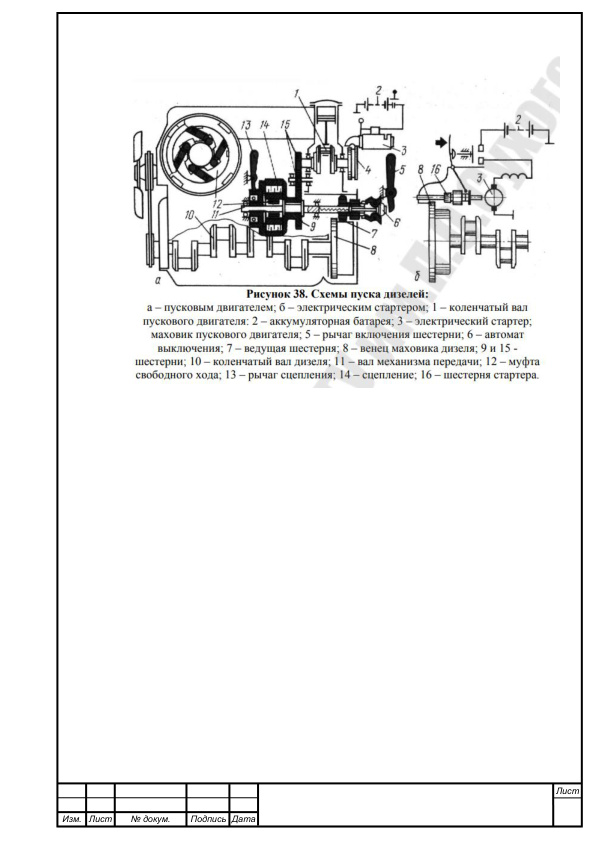 1
2
13
14
15
3
4
5
12
11
10
9
7
6
8
а
2
8
16
3
б
Рисунок 38. Схемы пуска дизелей:
а – пусковым двигателем; б – электрическим стартером; 1 – коленчатый вал
пускового двигателя: 2 – аккумуляторная батарея; 3 – электрический стартер;
маховик пускового двигателя; 5 – рычаг включения шестерни; 6 – автомат
выключения; 7 – ведущая шестерня; 8 – венец маховика дизеля; 9 и 15 -
шестерни; 10 – коленчатый вал дизеля; 11 – вал механизма передачи; 12 – муфта
свободного хода; 13 – рычаг сцепления; 14 – сцепление; 16 – шестерня стартера.
Лист
Изм. Лист № докум. Подпись Дата